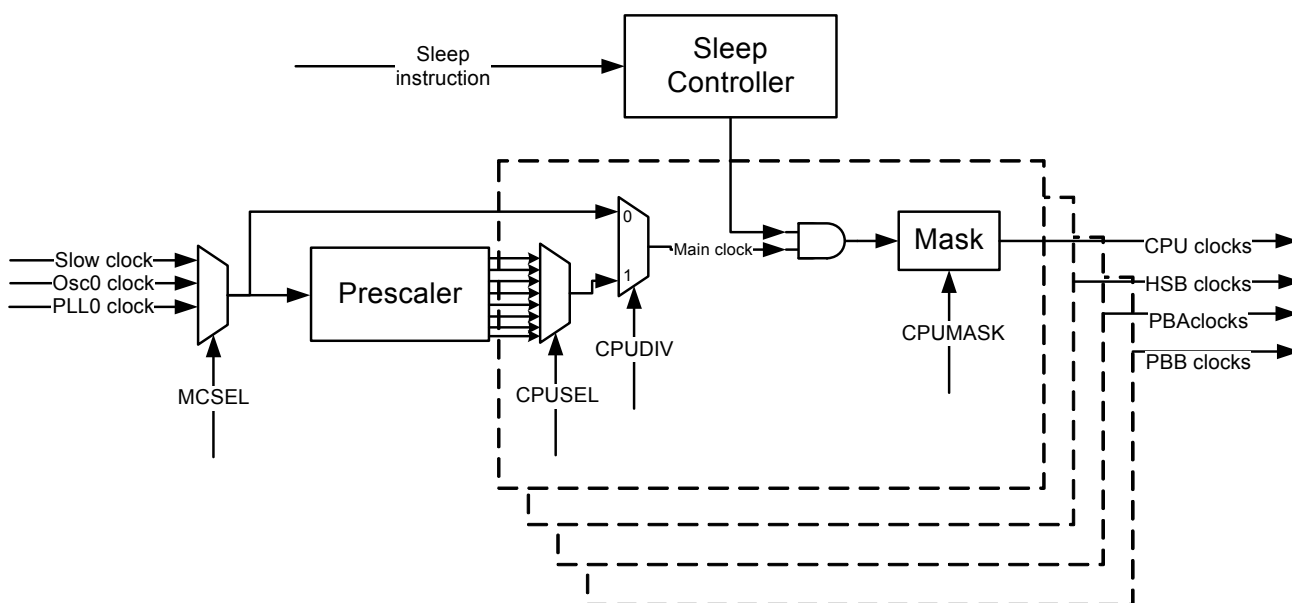 Sleep
Controller
Sleep
instruction
0
Slow clock
Osc0 clock
PLL0 clock
Prescaler
1
Main clock
Mask
CPU clocks
HSB clocks
PBAclocks
PBB clocks
MCSEL
CPUSEL
CPUDIV
CPUMASK